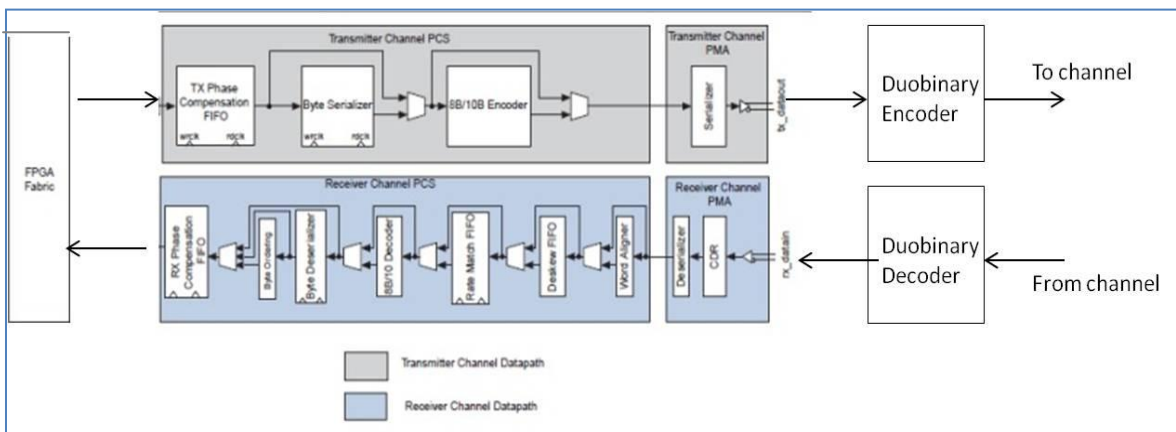 FPGA
Fabric
Transmitter Channel PCS
TX Phase
Compensation
FIFO
wrclk
rdclk
Byte Serializer
wrclk
rdclk
8B/10B Encoder
Transmitter Channel
PMA
Serializer
tx_dataout
Duobinary
Encoder
To channel
Receiver Channel PCS
RX Phase
Compensation
FIFO
Byte Ordering
Byte Deserializer
8B/10 Decoder
Rate Match FIFO
Deskew FIFO
Word Aligner
Receiver Channel
PMA
Deserializer
CDR
rx_datain
Duobinary
Decoder
From channel
Transmitter Channel Datapath
Receiver Channel Datapath